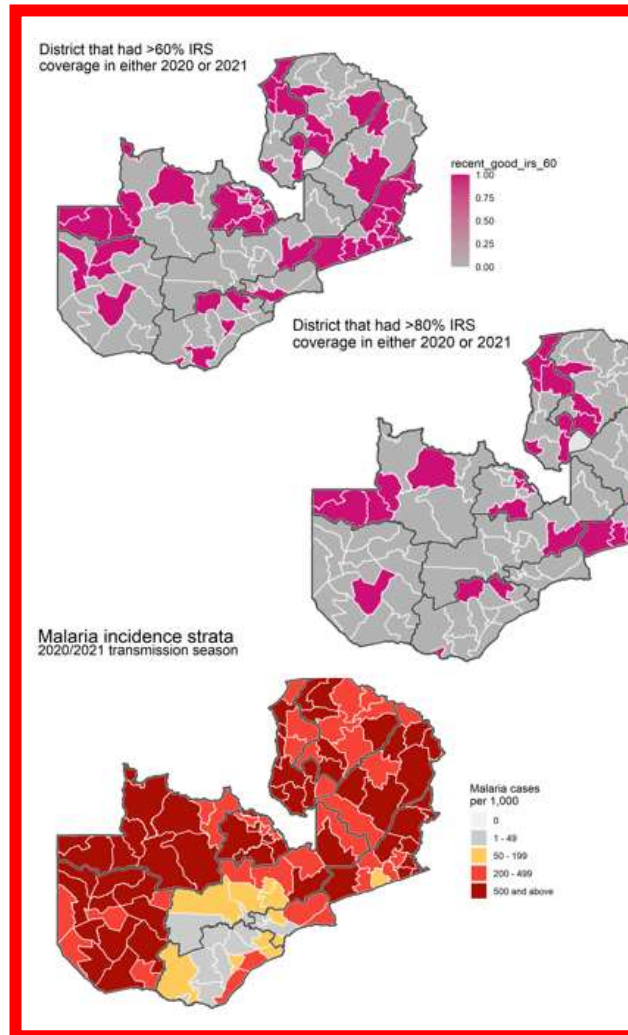 District that had >60% IRS
coverage in either 2020 or 2021
recent_good_irs_60
1.00
0.75
0.50
0.25
0.00
District that had >80% IRS
coverage in either 2020 or 2021
Malaria incidence strata
2020/2021 transmission season
Malaria cases
per 1,000
0
1 - 49
50 - 199
200 - 499
500 and above